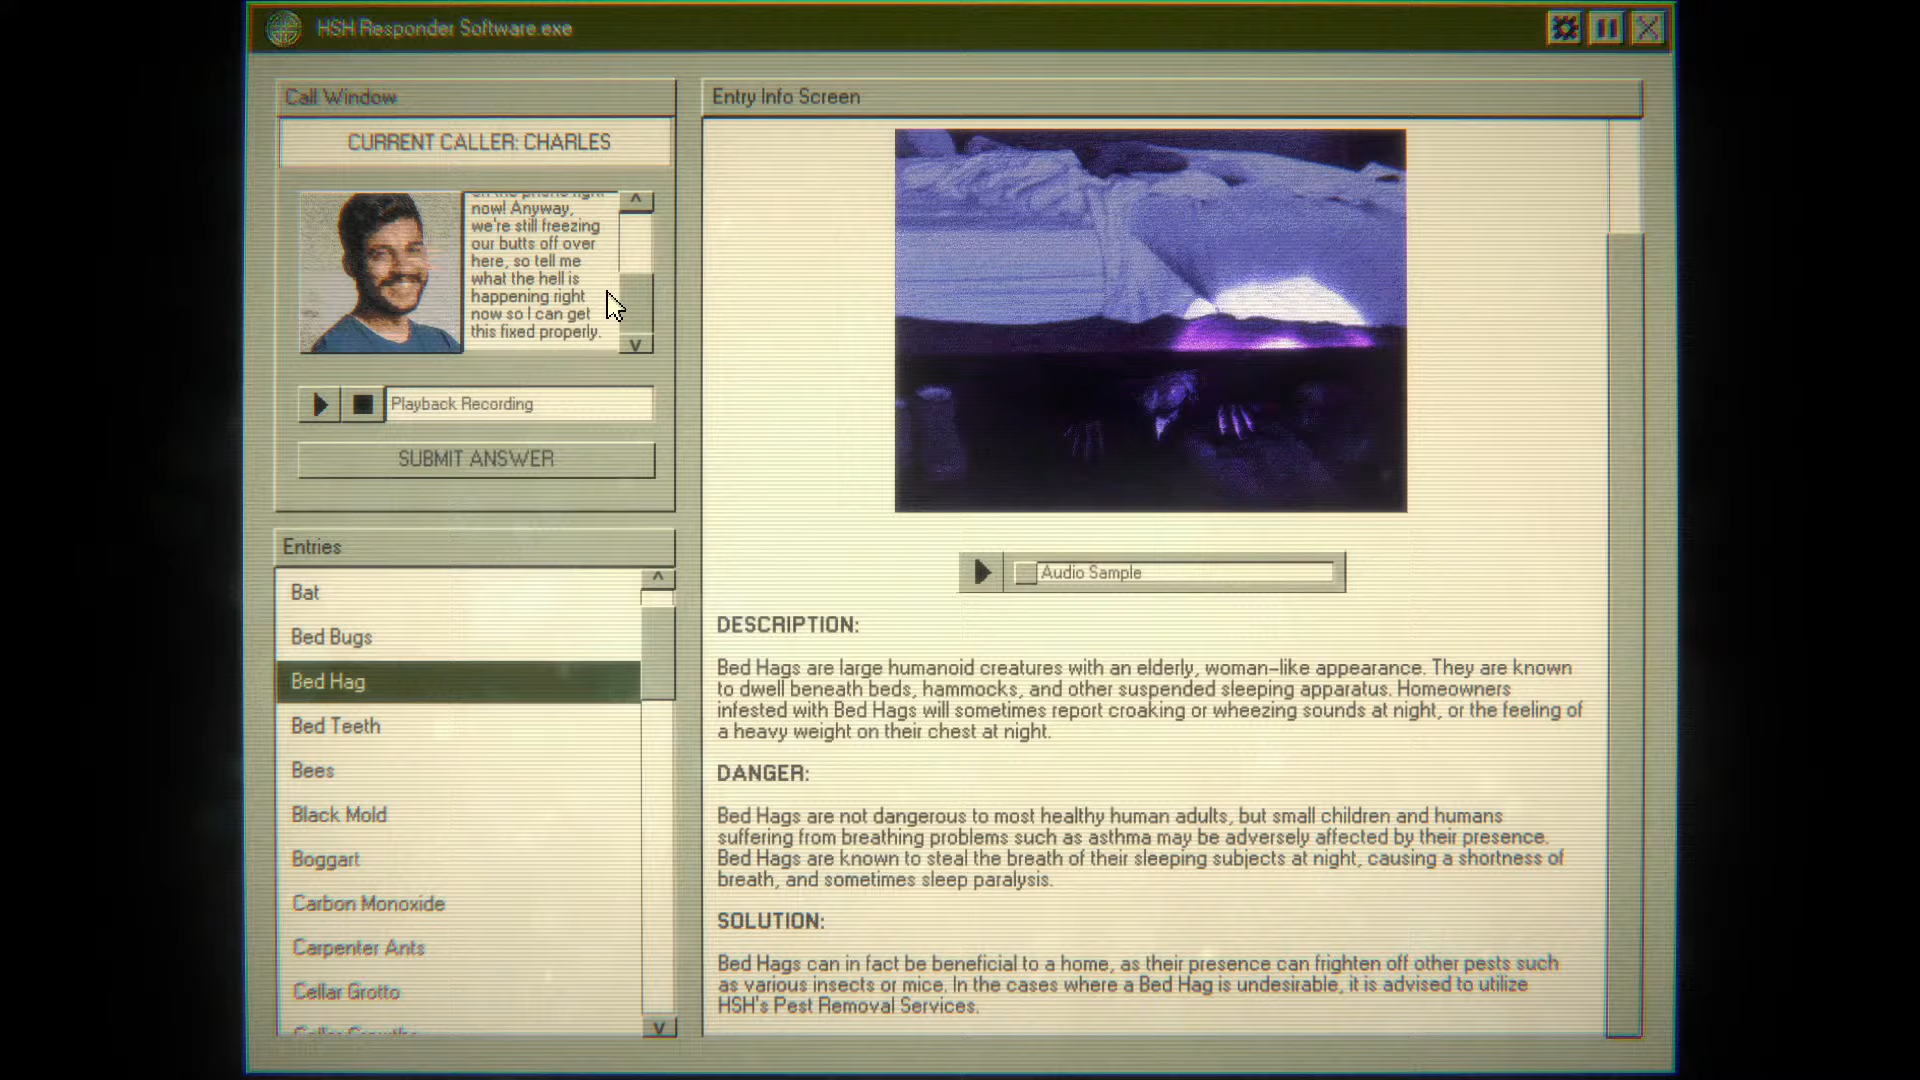 HSH Responder Software.exe
Call Window
CURRENT CALLER: CHARLES
on the phone right
now! Anyway,
we're still freezing
our butts off over
here, so tell me
what the hell is
happening right
now so I can get
this fixed properly.
Playback Recording
SUBMIT ANSWER
Entries
Bat
Bed Bugs
Bed Hag
Bed Teeth
Bees
Black Mold
Boggart
Carbon Monoxide
Carpenter Ants
Cellar Grotto
Entry Info Screen
Audio Sample
DESCRIPTION:
Bed Hags are large humanoid creatures with an elderly, woman-like appearance. They are known
to dwell beneath beds, hammocks, and other suspended sleeping apparatus. Homeowners
infested with Bed Hags will sometimes report croaking or wheezing sounds at night, or the feeling of
a heavy weight on their chest at night.
DANGER:
Bed Hags are not dangerous to most healthy human adults, but small children and humans
suffering from breathing problems such as asthma may be adversely affected by their presence.
Bed Hags are known to steal the breath of their sleeping subjects at night, causing a shortness of
breath, and sometimes sleep paralysis.
SOLUTION:
Bed Hags can in fact be beneficial to a home, as their presence can frighten off other pests such
as various insects or mice. In the cases where a Bed Hag is undesirable, it is advised to utilize
HSH's Pest Removal Services.